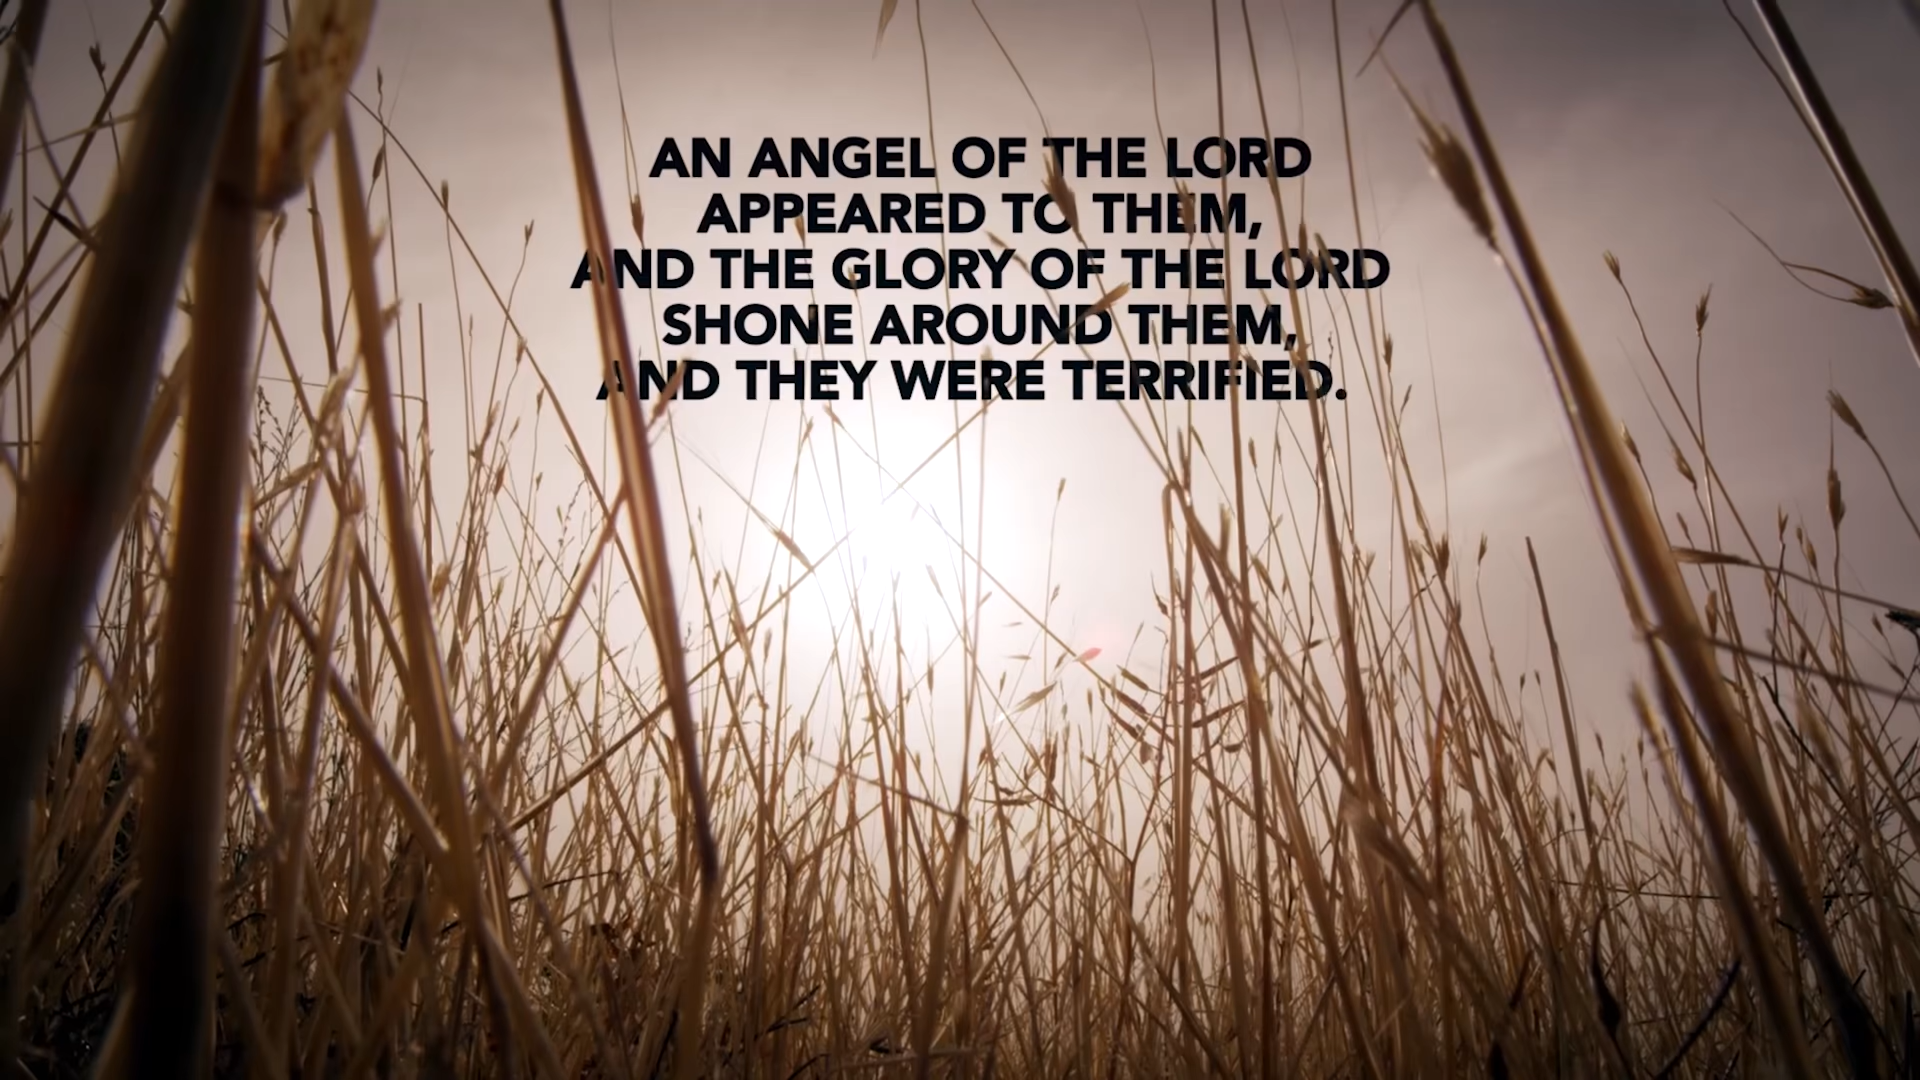 AN ANGEL OF THE LORD
APPEARED TO THEM,
AND THE GLORY OF THE LORD
SHONE AROUND THEM,
AND THEY WERE TERRIFIED.